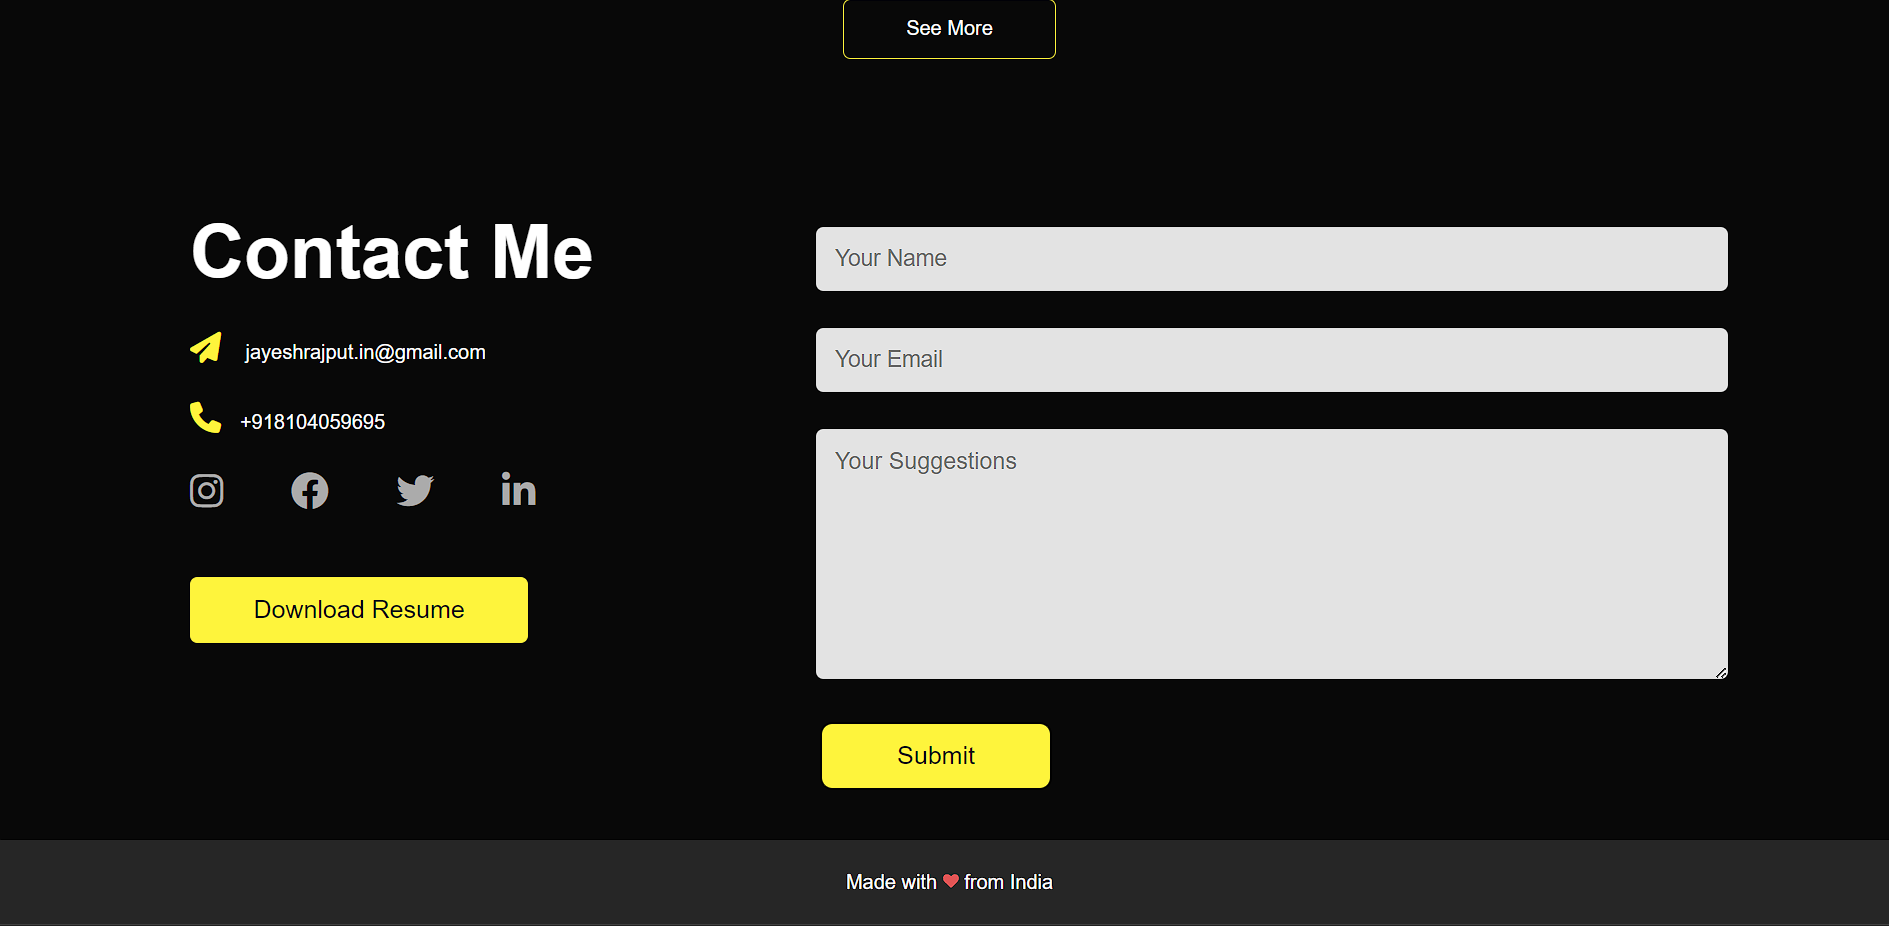 See More
Contact Me
jayeshrajput.in@gmail.com
+918104059695
Download Resume
Your Name
Your Email
Your Suggestions
Submit
Made with ❤ from India